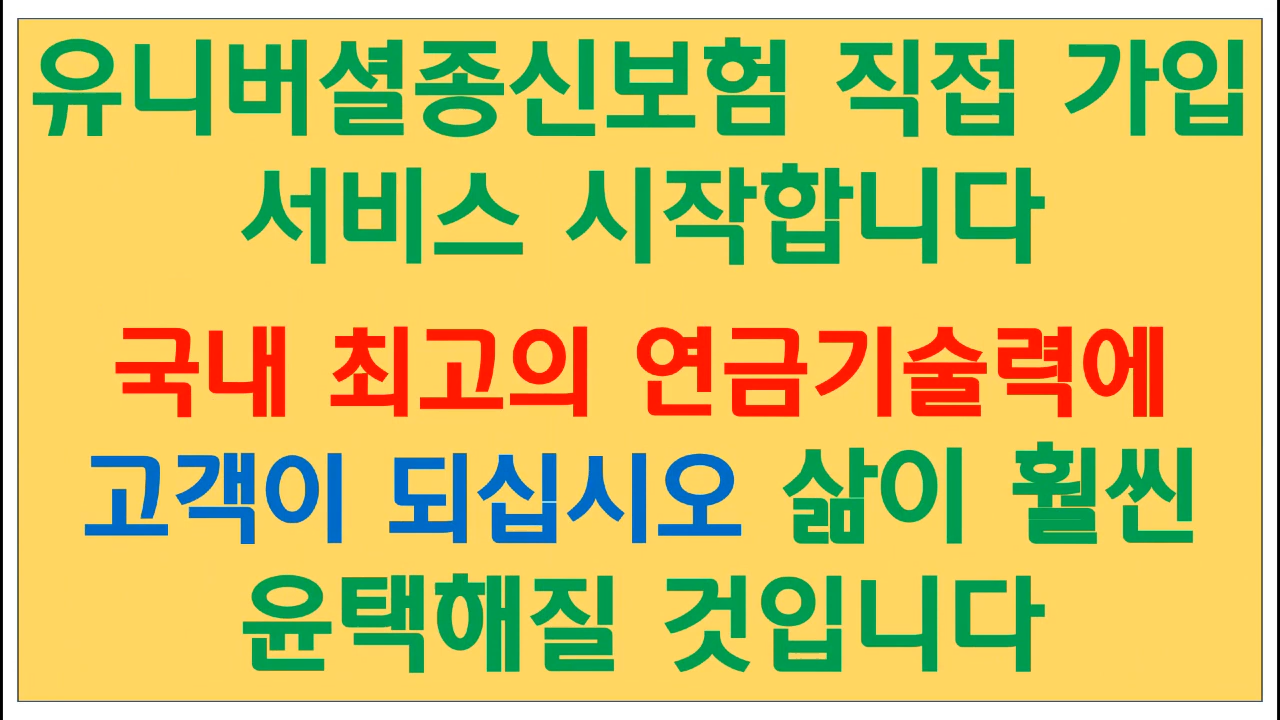 유니버셜종신보험 직접 가입
서비스 시작합니다
국내 최고의 연금기술력에
고객이 되십시오 삶이 훨씬
윤택해질 것입니다